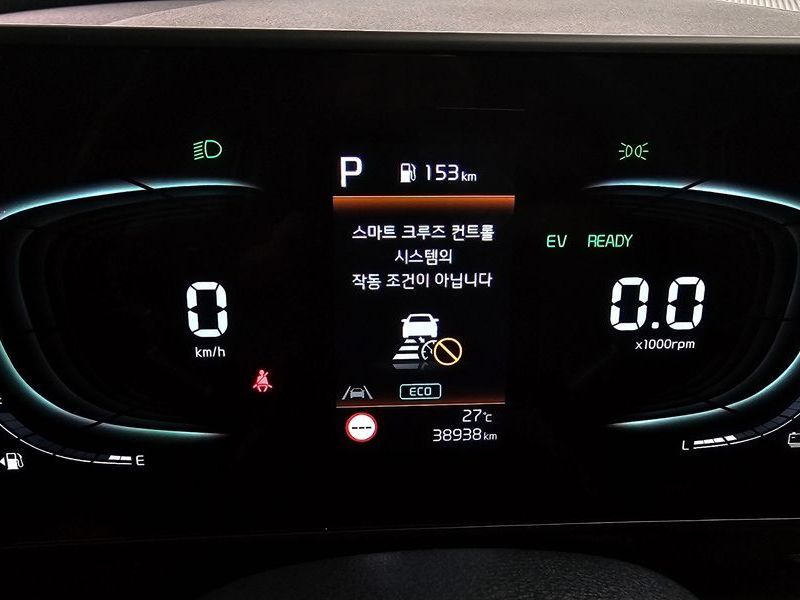 P 153km
스마트 크루즈 컨트롤
시스템의
작동 조건이 아닙니다
EV READY
0
km/h
0.0
x1000rpm
ECO
---
27℃
38938km
E
L